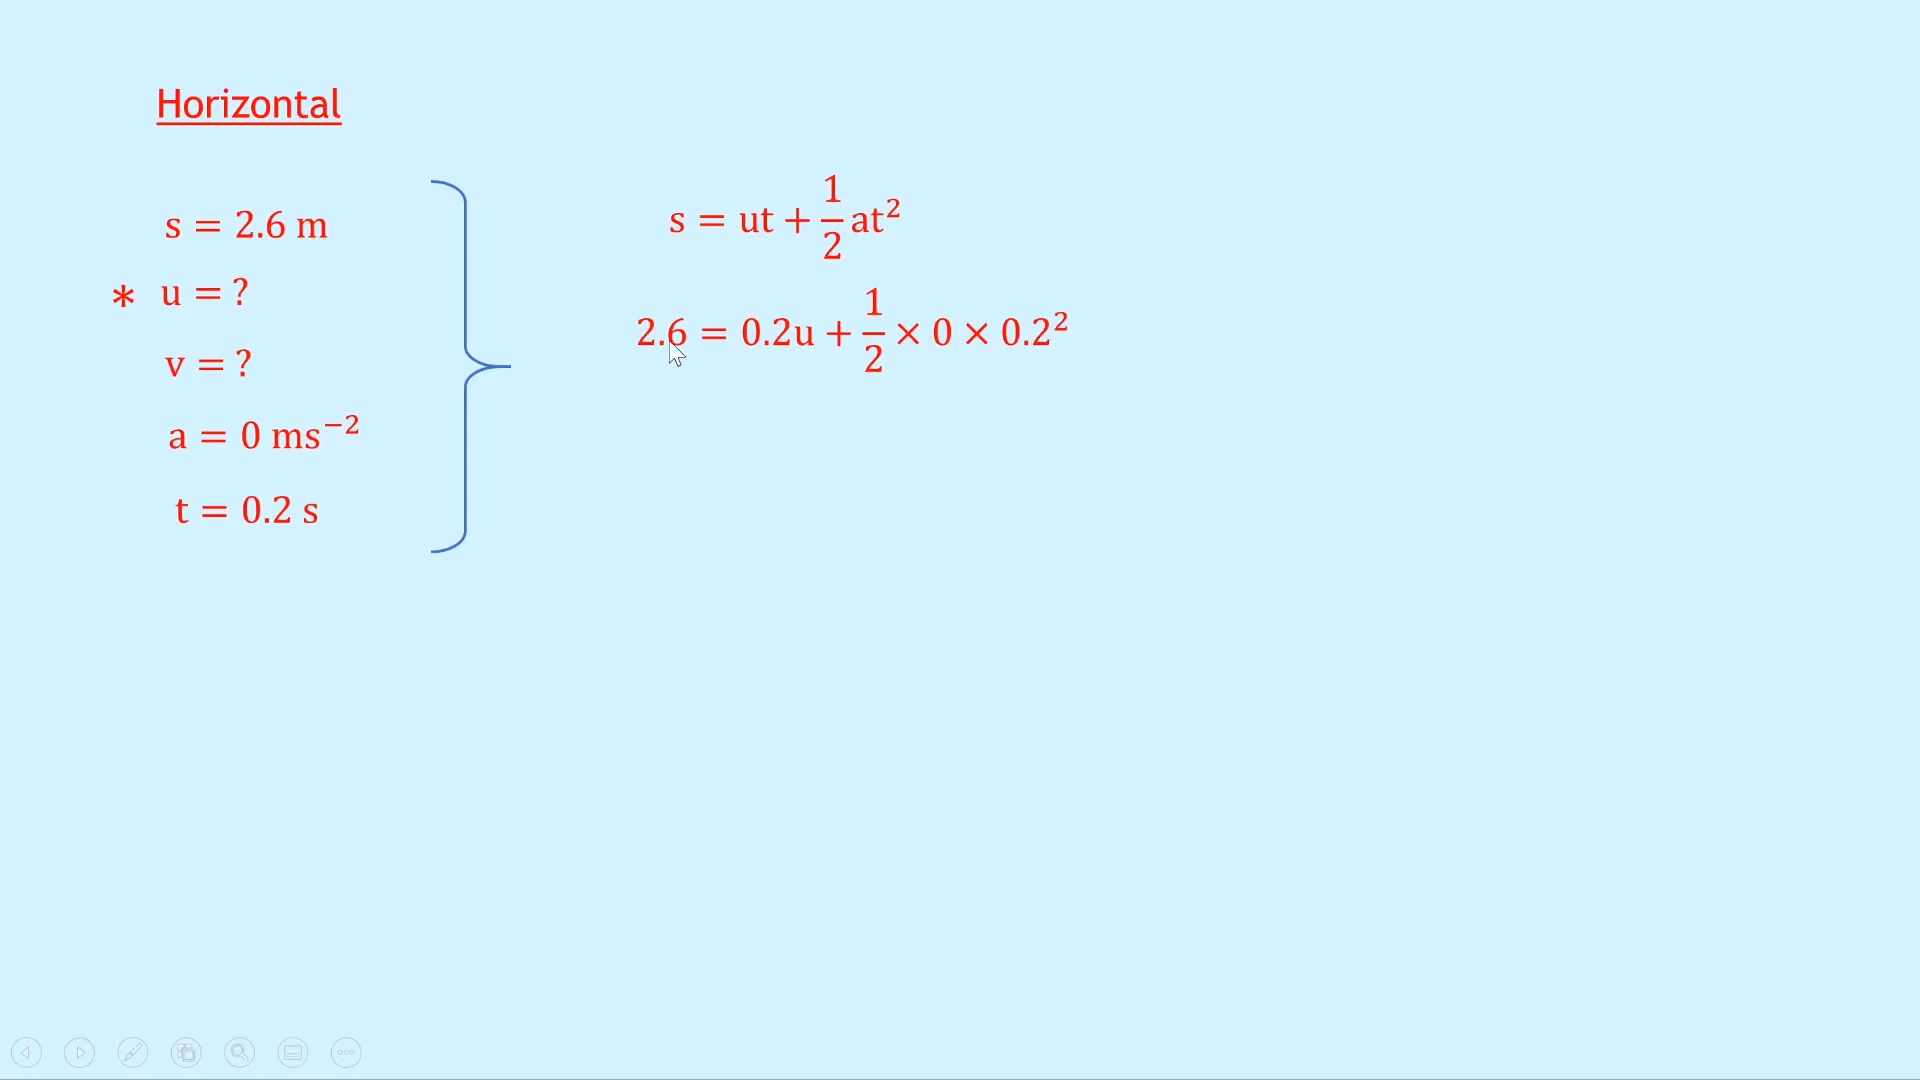 Horizontal
s = 2.6 m
* u = ?
v = ?
a = 0 ms⁻²
t = 0.2 s
s = ut + 1/2 at²
2.6 = 0.2u + 1/2 × 0 × 0.2²